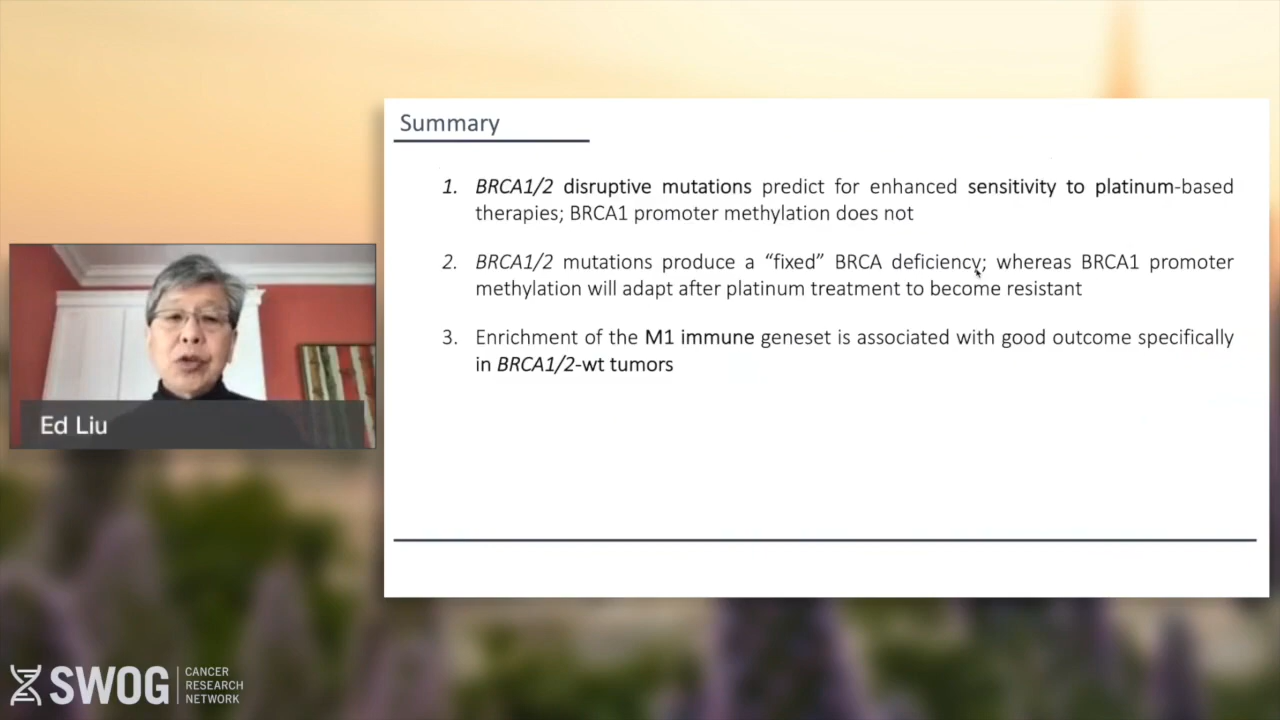 Summary
1. BRCA1/2 disruptive mutations predict for enhanced sensitivity to platinum-based
therapies; BRCA1 promoter methylation does not
2. BRCA1/2 mutations produce a “fixed” BRCA deficiency; whereas BRCA1 promoter
methylation will adapt after platinum treatment to become resistant
3. Enrichment of the M1 immune geneset is associated with good outcome specifically
in BRCA1/2-wt tumors
Ed Liu
SWOG
CANCER
RESEARCH
NETWORK